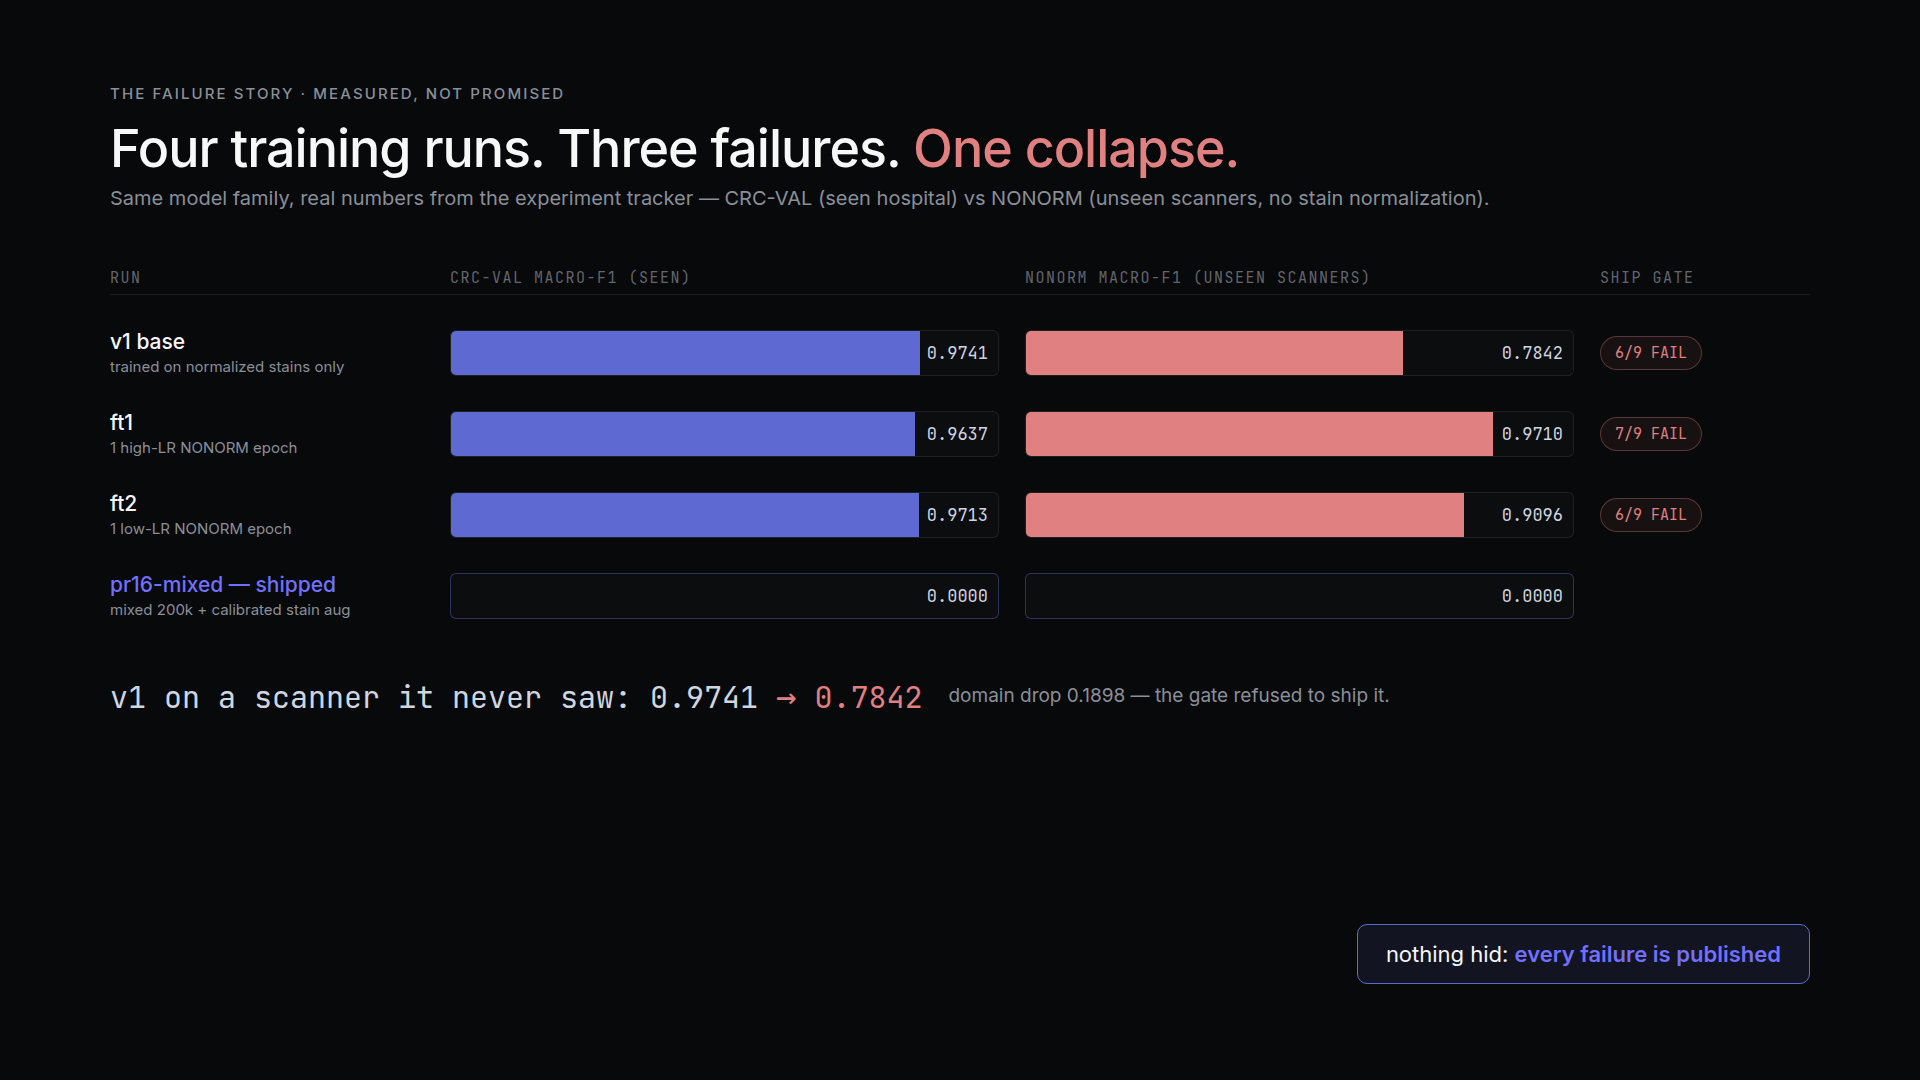 THE FAILURE STORY · MEASURED, NOT PROMISED
Four training runs. Three failures. One collapse.
Same model family, real numbers from the experiment tracker — CRC-VAL (seen hospital) vs NONORM (unseen scanners, no stain normalization).
RUN CRC-VAL MACRO-F1 (SEEN) NONORM MACRO-F1 (UNSEEN SCANNERS) SHIP GATE
v1 base
trained on normalized stains only
0.9741 0.7842 6/9 FAIL
ft1
1 high-LR NONORM epoch
0.9637 0.9710 7/9 FAIL
ft2
1 low-LR NONORM epoch
0.9713 0.9096 6/9 FAIL
pr16-mixed — shipped
mixed 200k + calibrated stain aug
0.0000 0.0000
v1 on a scanner it never saw: 0.9741 → 0.7842 domain drop 0.1898 — the gate refused to ship it.
nothing hid: every failure is published